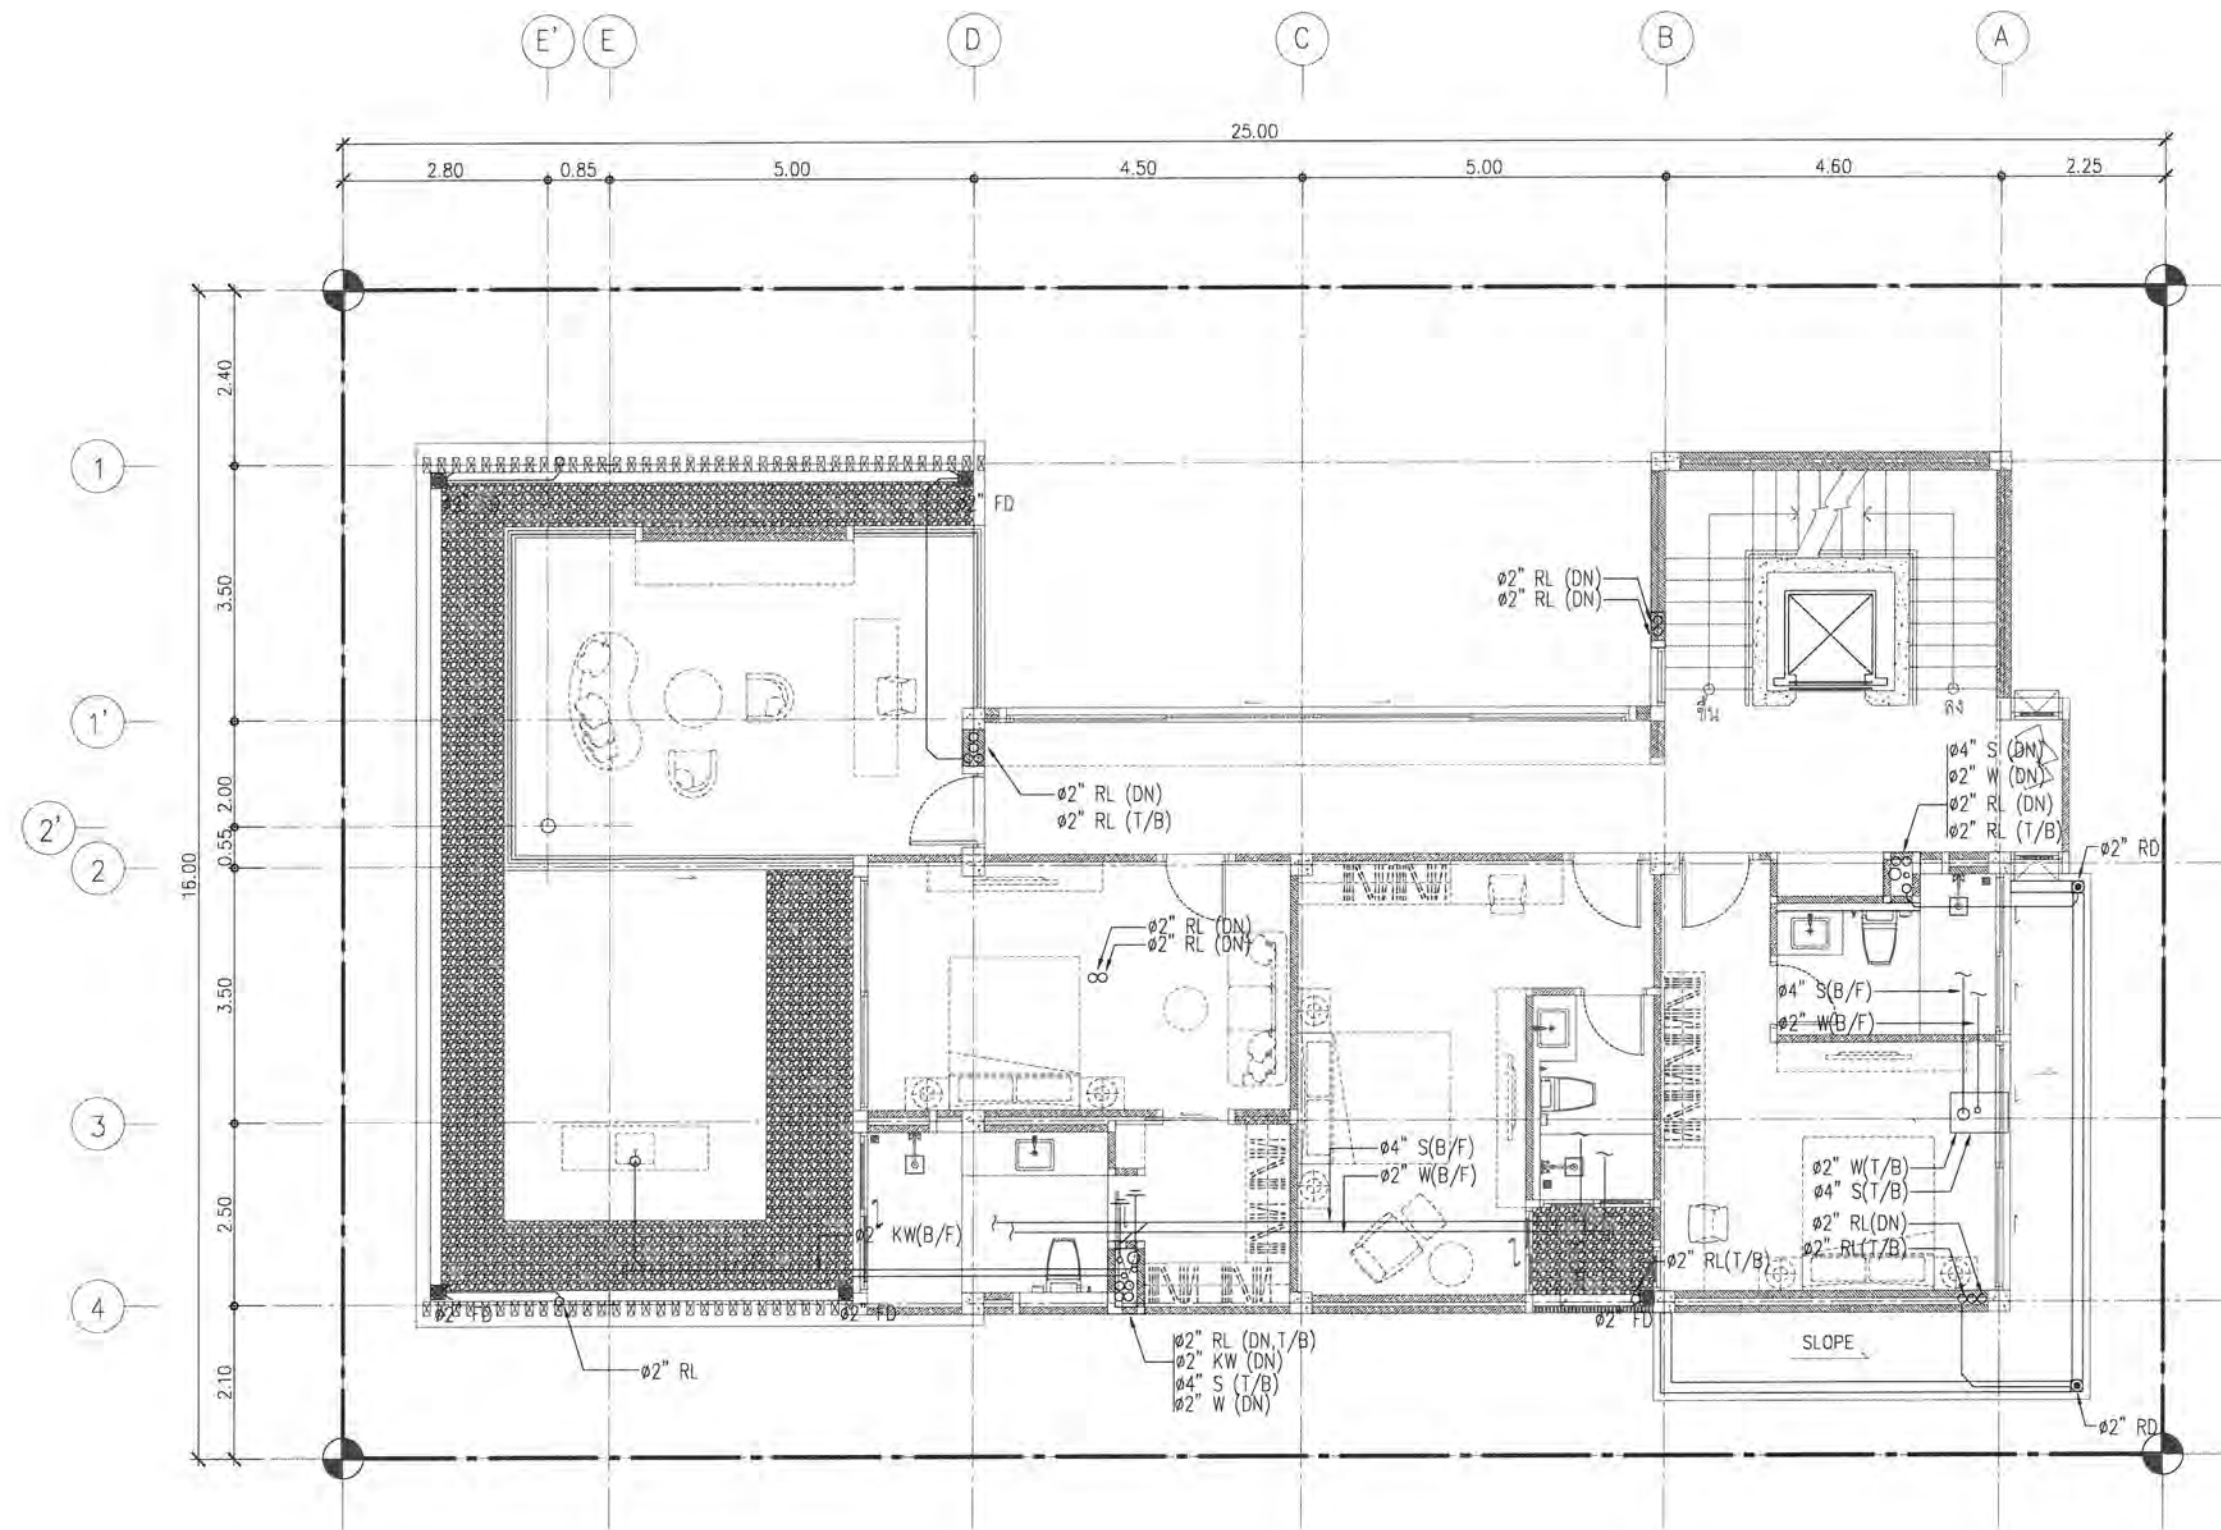 E'
E
D
C
B
A
25.00
2.80
0.85
5.00
4.50
5.00
4.60
2.25
16.00
2.40
3.50
2.00
0.55
3.50
2.50
2.10
1
1'
2'
2
3
4
ø2" FD
ø2" RL (DN)
ø2" RL (DN)
ขึ้น
ลง
ø2" RL (DN)
ø2" RL (T/B)
ø4" S (DN)
ø2" W (DN)
ø2" RL (DN)
ø2" RL (T/B)
ø2" RD
ø2" RL (DN)
ø2" RL (DN)
ø4" S(B/F)
ø2" W(B/F)
ø4" S(B/F)
ø2" W(B/F)
ø2" W(T/B)
ø4" S(T/B)
ø2" RL(DN)
ø2" RL(T/B)
ø2" KW(B/F)
ø2" RL(T/B)
ø2" FD
ø2" FD
ø2" FD
ø2" RL
ø2" RL (DN,T/B)
ø2" KW (DN)
ø4" S (T/B)
ø2" W (DN)
SLOPE
ø2" RD